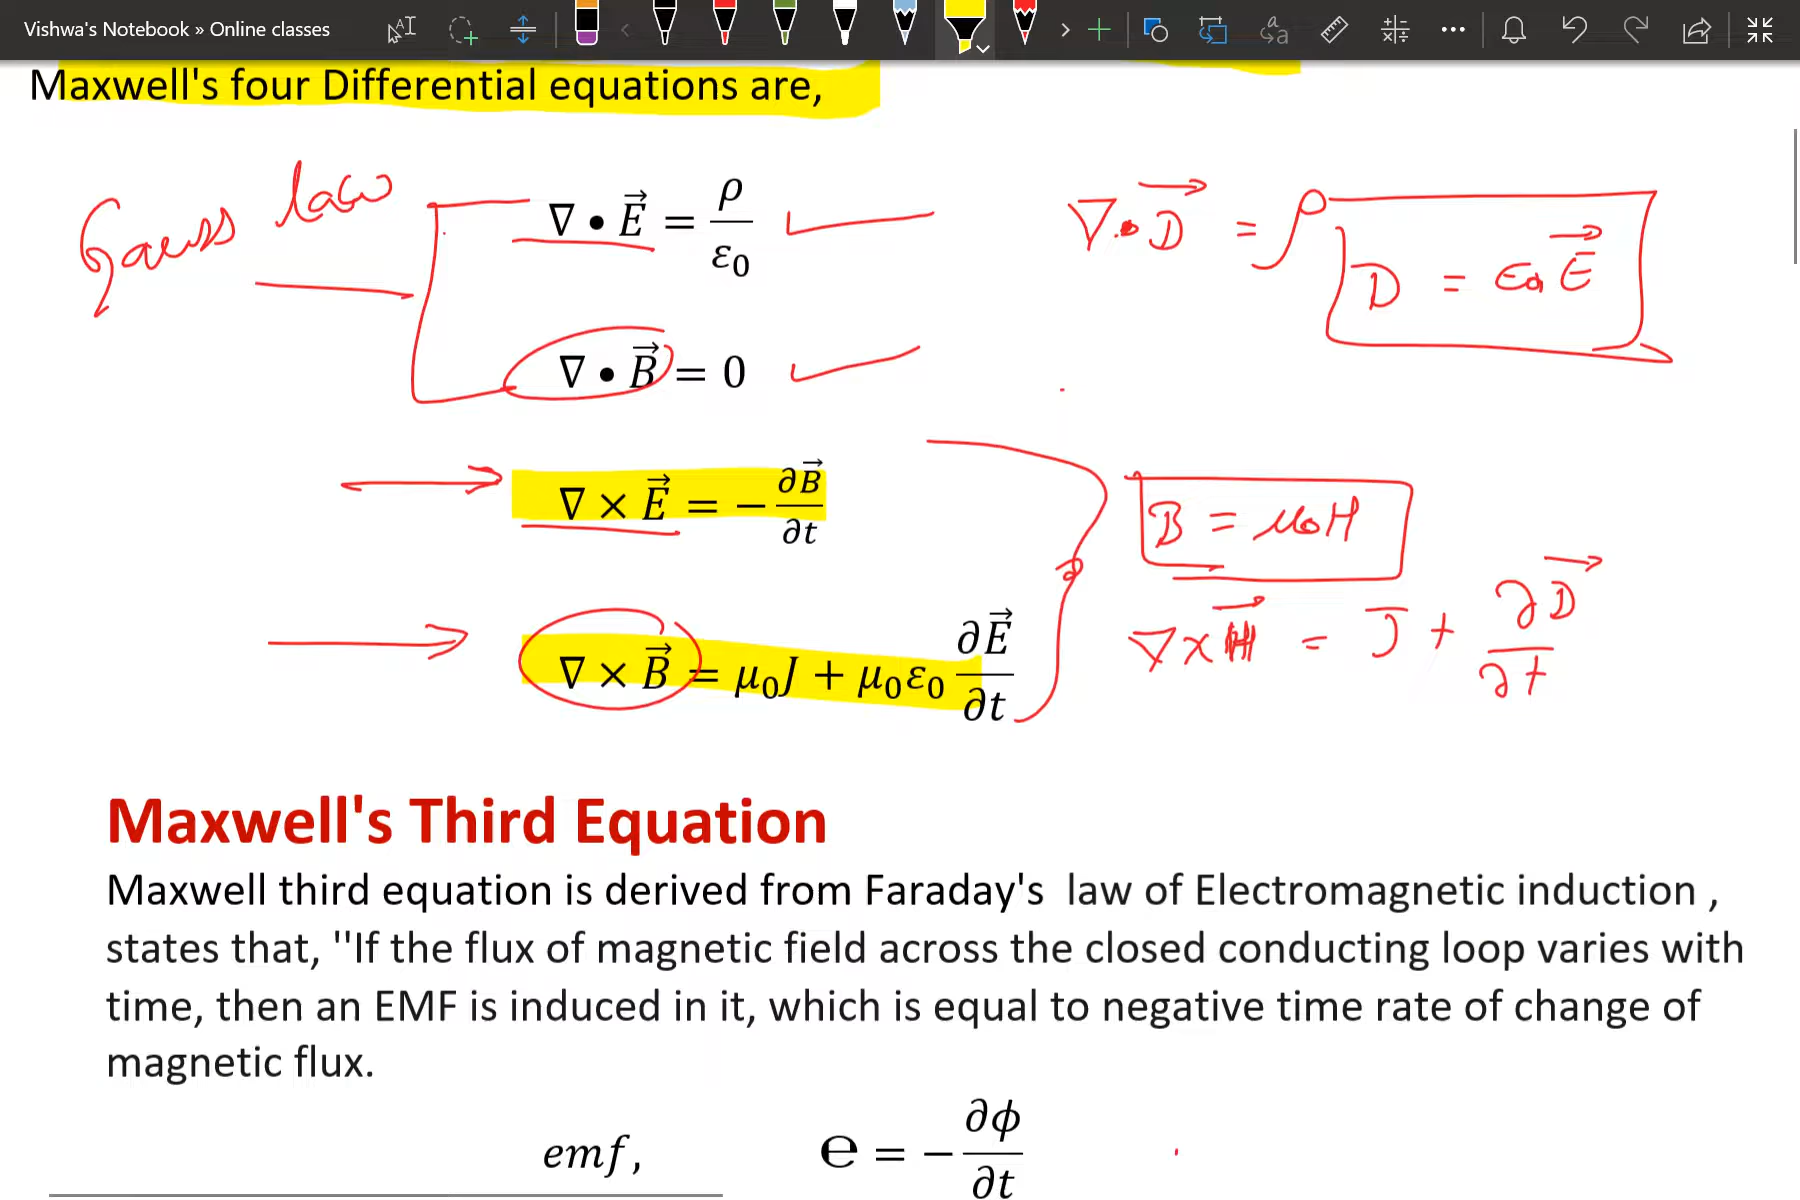 Vishwa's Notebook » Online classes
Maxwell's four Differential equations are,
Gauss law
∇ • E⃗ = ρ/ε₀
∇·D⃗ = ρ
D = ε₀E⃗
∇ • B⃗ = 0
∇ × E⃗ = −∂B⃗/∂t
B = μ₀H
∇ × B⃗ = μ₀J + μ₀ε₀ ∂E⃗/∂t
∇×H⃗ = J + ∂D⃗/∂t
Maxwell's Third Equation
Maxwell third equation is derived from Faraday's law of Electromagnetic induction ,
states that, ''If the flux of magnetic field across the closed conducting loop varies with
time, then an EMF is induced in it, which is equal to negative time rate of change of
magnetic flux.
emf, e = −∂ϕ/∂t